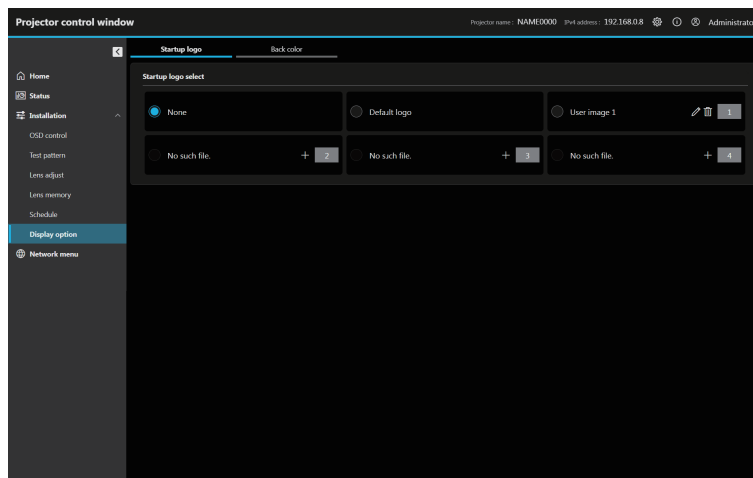 Projector control window
Projector name : NAME0000 IPv4 address : 192.168.0.8 Administrato
Startup logo Back color
Home
Status
Installation
OSD control
Test pattern
Lens adjust
Lens memory
Schedule
Display option
Network menu
Startup logo select
None Default logo User image 1 1
No such file. 2 No such file. 3 No such file. 4